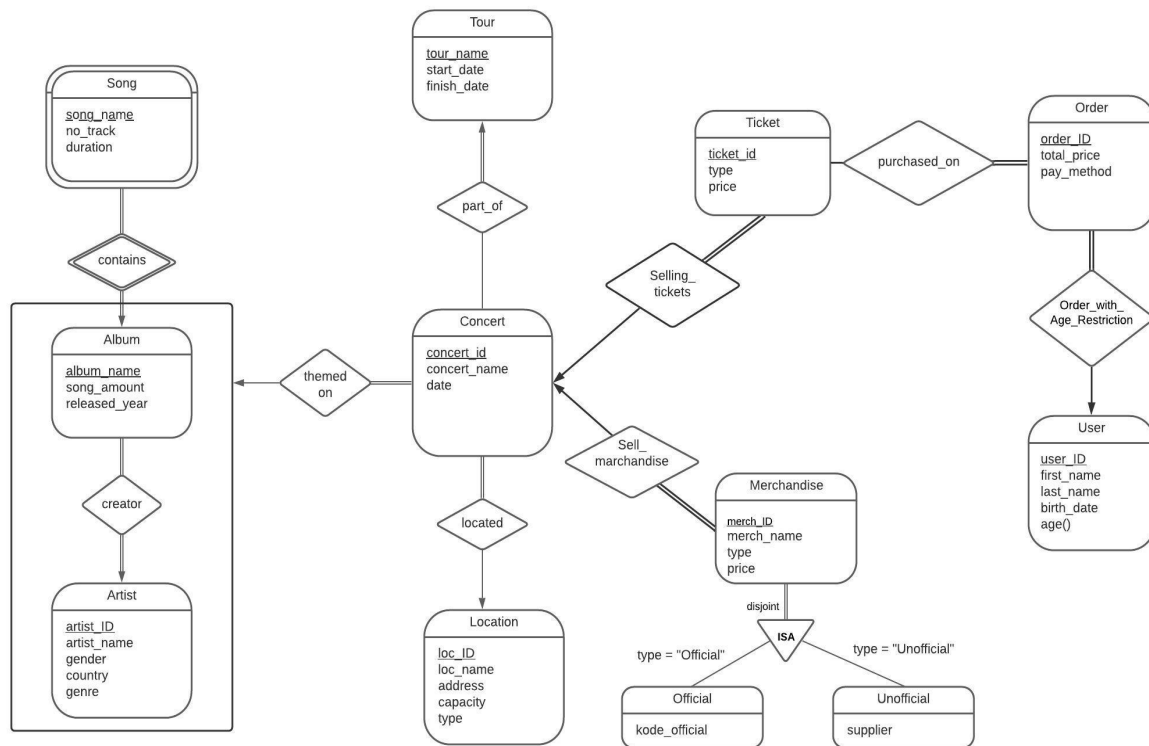 Tour
tour_name
start_date
finish_date
Song
song_name
no_track
duration
Ticket
ticket_id
type
price
purchased_on
Order
order_ID
total_price
pay_method
part_of
contains
Selling_
tickets
Order_with_
Age_Restriction
Album
album_name
song_amount
released_year
themed
on
Concert
concert_id
concert_name
date
User
user_ID
first_name
last_name
birth_date
age()
Sell_
marchandise
creator
located
Merchandise
merch_ID
merch_name
type
price
Artist
artist_ID
artist_name
gender
country
genre
Location
loc_ID
loc_name
address
capacity
type
disjoint
ISA
type = "Official"
type = "Unofficial"
Official
kode_official
Unofficial
supplier